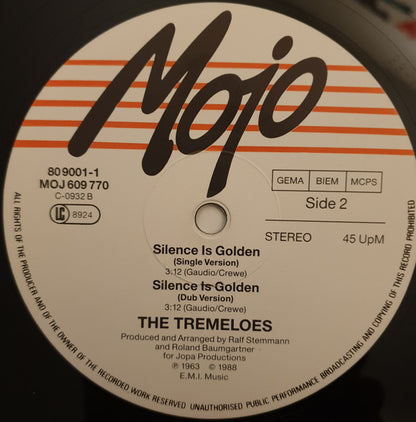 Mojo
80 9001-1
MOJ 609 770
C-0932 B
LC 8924
GEMA BIEM MCPS
Side 2
STEREO 45 UpM
Silence Is Golden
(Single Version)
3:12 (Gaudio/Crewe)
Silence Is Golden
(Dub Version)
3:12 (Gaudio/Crewe)
THE TREMELOES
Produced and Arranged by Ralf Stemmann
and Roland Baumgartner
for Jopa Productions
℗ 1963 © 1988
E.M.I. Music
ALL RIGHTS OF THE PRODUCER AND OF THE OWNER OF THE RECORDED WORK RESERVED UNAUTHORISED PUBLIC PERFORMANCE BROADCASTING AND COPYING OF THIS RECORD PROHIBITED